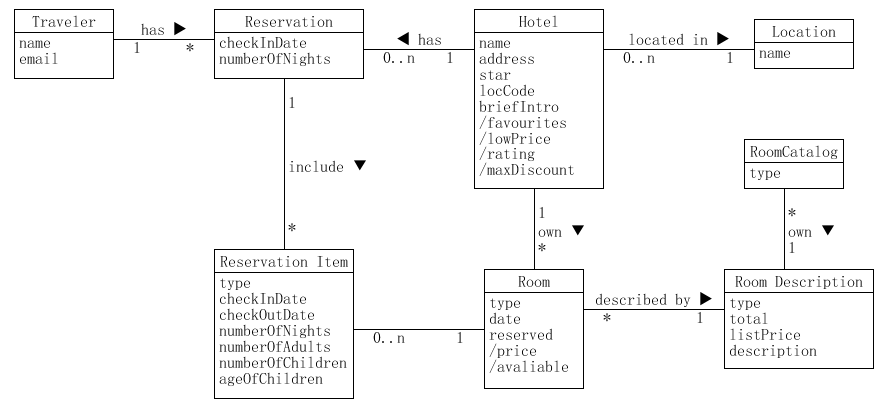 Traveler
name
email
has ▶
1 *
Reservation
checkInDate
numberOfNights
◀ has
0..n 1
Hotel
name
address
star
locCode
briefIntro
/favourites
/lowPrice
/rating
/maxDiscount
located in ▶
0..n 1
Location
name
1
include ▼
*
1
own ▼
*
RoomCatalog
type
*
own ▼
1
Reservation Item
type
checkInDate
checkOutDate
numberOfNights
numberOfAdults
numberOfChildren
ageOfChildren
0..n 1
Room
type
date
reserved
/price
/avaliable
described by ▶
* 1
Room Description
type
total
listPrice
description